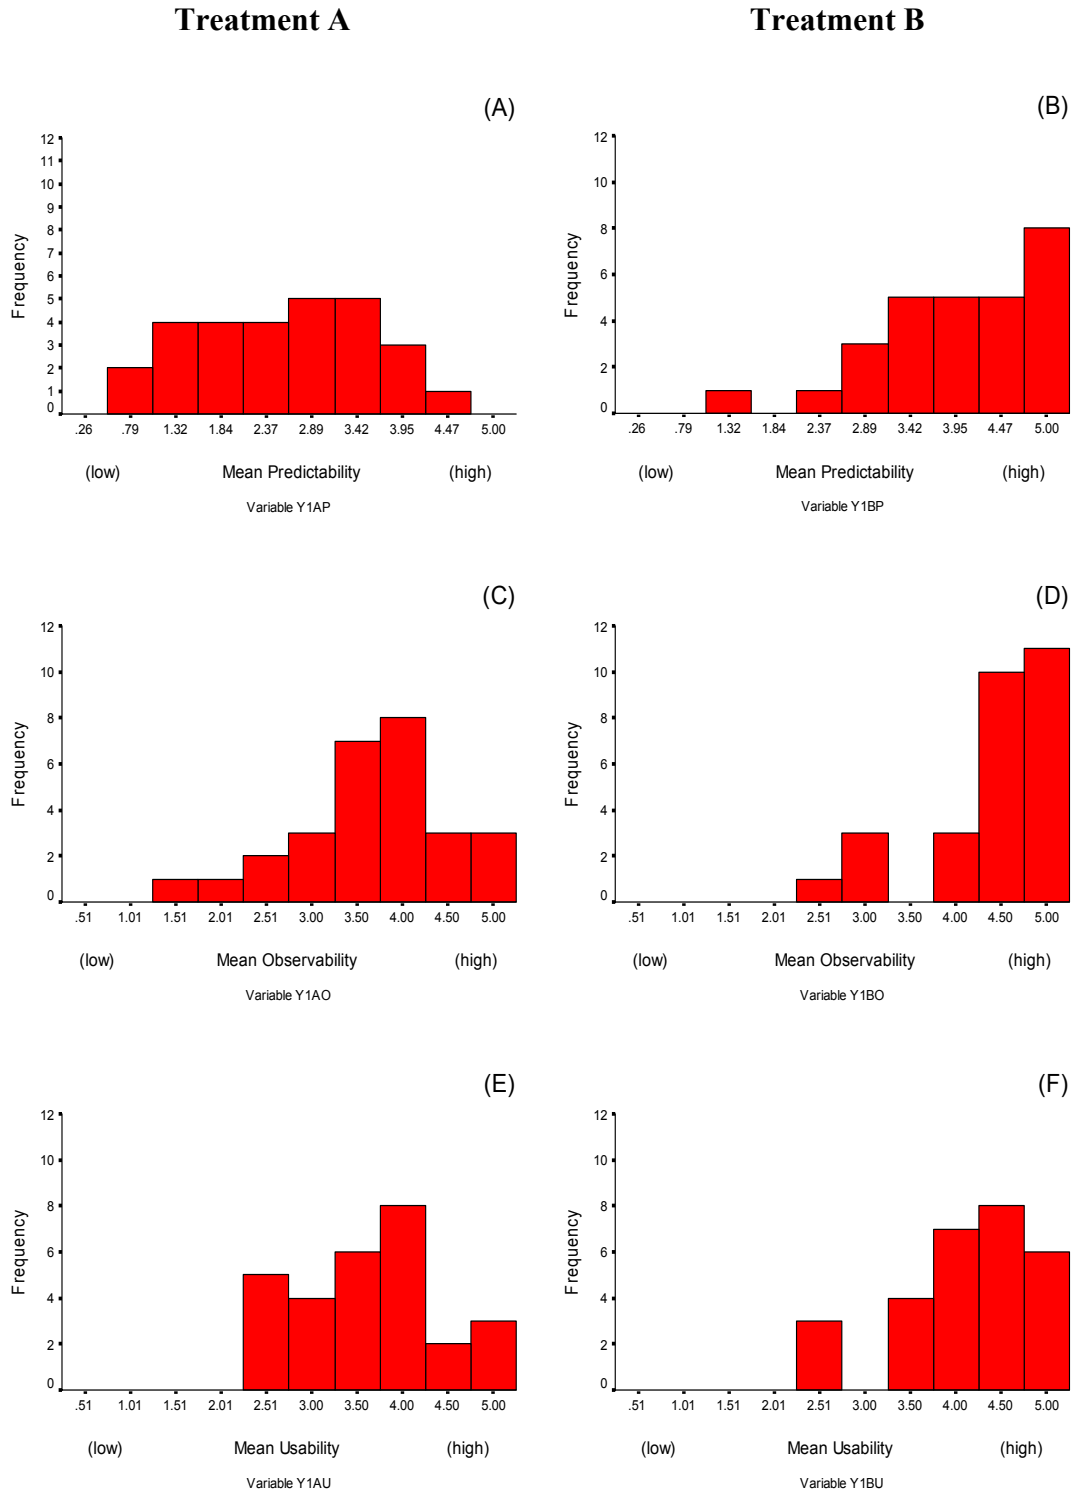 Treatment A
Treatment B
(A)
12
11
10
9
8
7
6
5
4
3
2
1
0
Frequency
.26 .79 1.32 1.84 2.37 2.89 3.42 3.95 4.47 5.00
(low) Mean Predictability (high)
Variable Y1AP
(B)
12
10
8
6
4
2
0
Frequency
.26 .79 1.32 1.84 2.37 2.89 3.42 3.95 4.47 5.00
(low) Mean Predictability (high)
Variable Y1BP
(C)
12
10
8
6
4
2
0
Frequency
.51 1.01 1.51 2.01 2.51 3.00 3.50 4.00 4.50 5.00
(low) Mean Observability (high)
Variable Y1AO
(D)
12
10
8
6
4
2
0
Frequency
.51 1.01 1.51 2.01 2.51 3.00 3.50 4.00 4.50 5.00
(low) Mean Observability (high)
Variable Y1BO
(E)
12
10
8
6
4
2
0
Frequency
.51 1.01 1.51 2.01 2.51 3.00 3.50 4.00 4.50 5.00
(low) Mean Usability (high)
Variable Y1AU
(F)
12
10
8
6
4
2
0
Frequency
.51 1.01 1.51 2.01 2.51 3.00 3.50 4.00 4.50 5.00
(low) Mean Usability (high)
Variable Y1BU